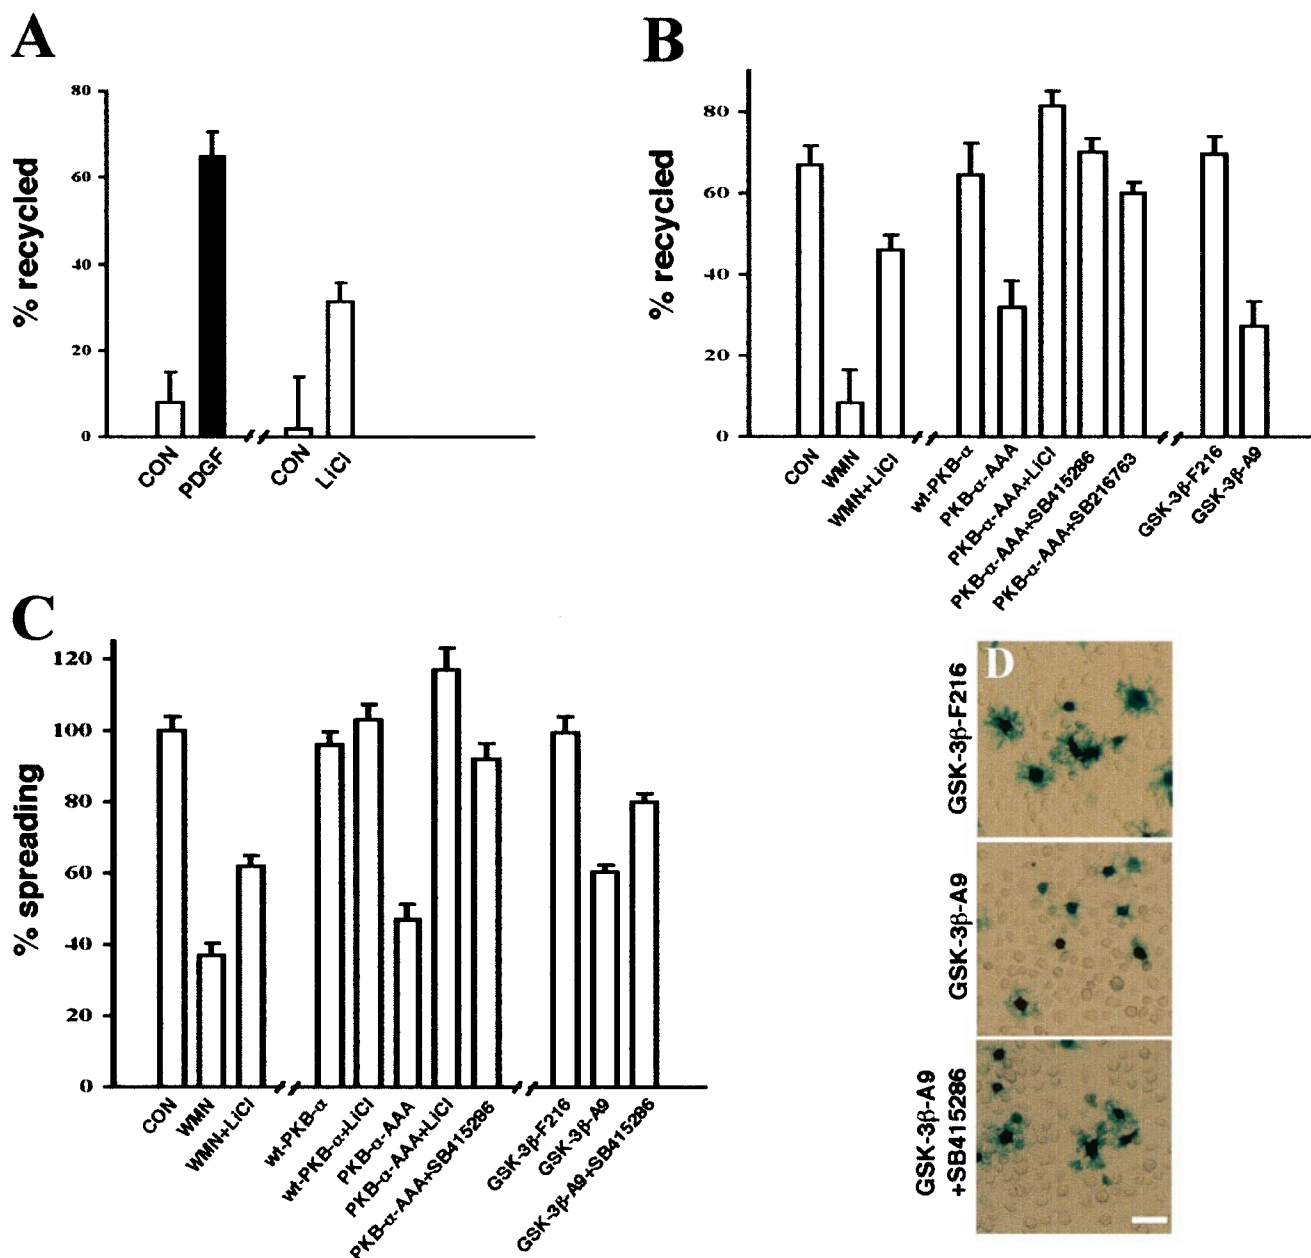 A
% recycled
80
60
40
20
0
CON
PDGF
CON
LiCl
B
% recycled
80
60
40
20
0
CON
WMN
WMN+LiCl
wt-PKB-α
PKB-α-AAA
PKB-α-AAA+LiCl
PKB-α-AAA+SB415286
PKB-α-AAA+SB216763
GSK-3β-F216
GSK-3β-A9
C
% spreading
120
100
80
60
40
20
0
CON
WMN
WMN+LiCl
wt-PKB-α
wt-PKB-α+LiCl
PKB-α-AAA
PKB-α-AAA+LiCl
PKB-α-AAA+SB415286
GSK-3β-F216
GSK-3β-A9
GSK-3β-A9+SB415286
D
GSK-3β-F216
GSK-3β-A9
GSK-3β-A9
+SB415286